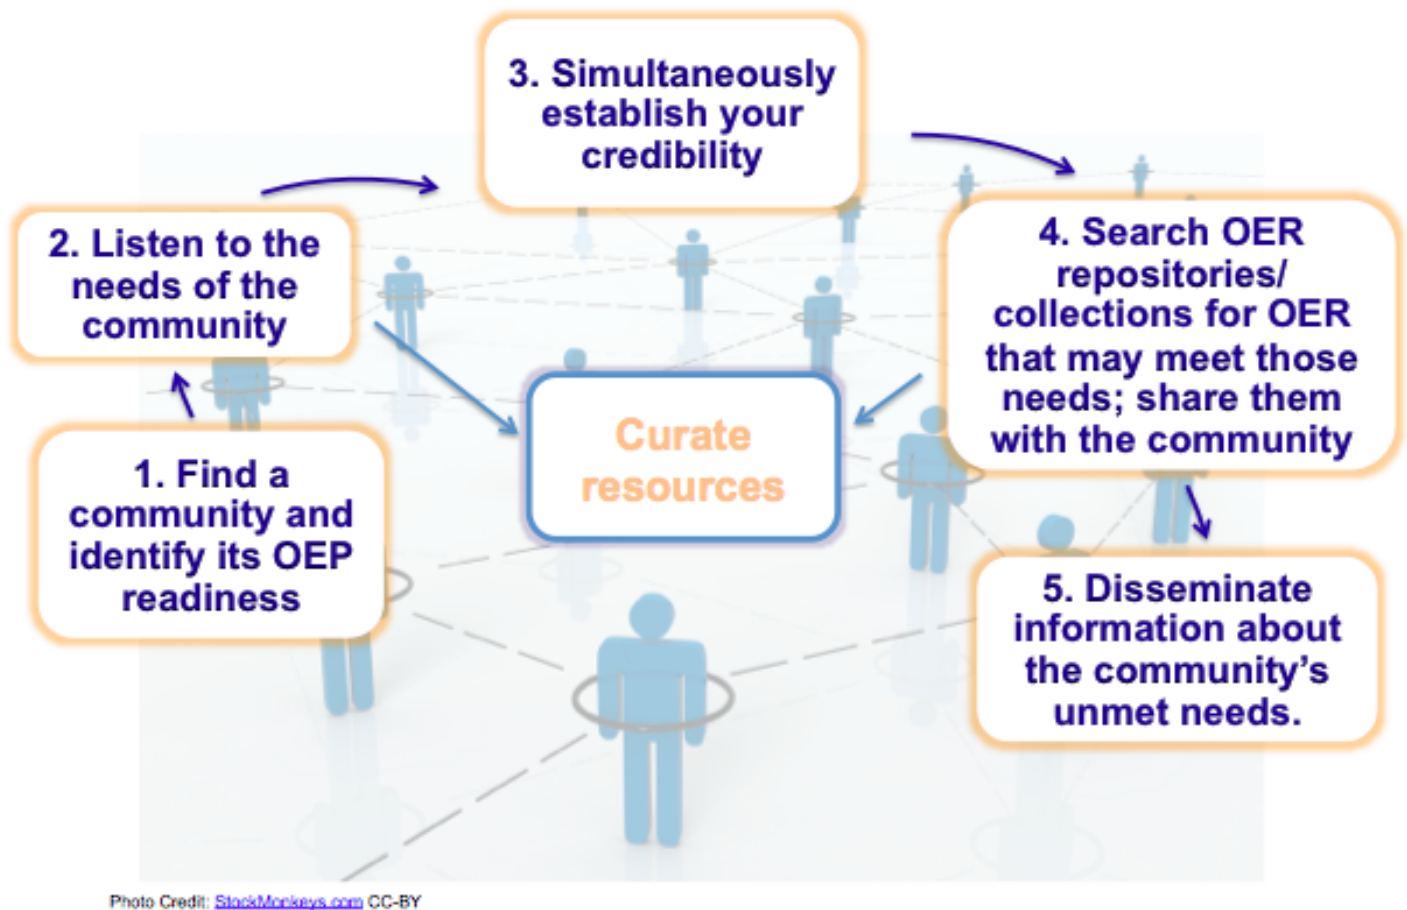 3. Simultaneously
establish your
credibility
2. Listen to the
needs of the
community
4. Search OER
repositories/
collections for OER
that may meet those
needs; share them
with the community
Curate
resources
1. Find a
community and
identify its OEP
readiness
5. Disseminate
information about
the community’s
unmet needs.
Photo Credit: StockMonkeys.com CC-BY